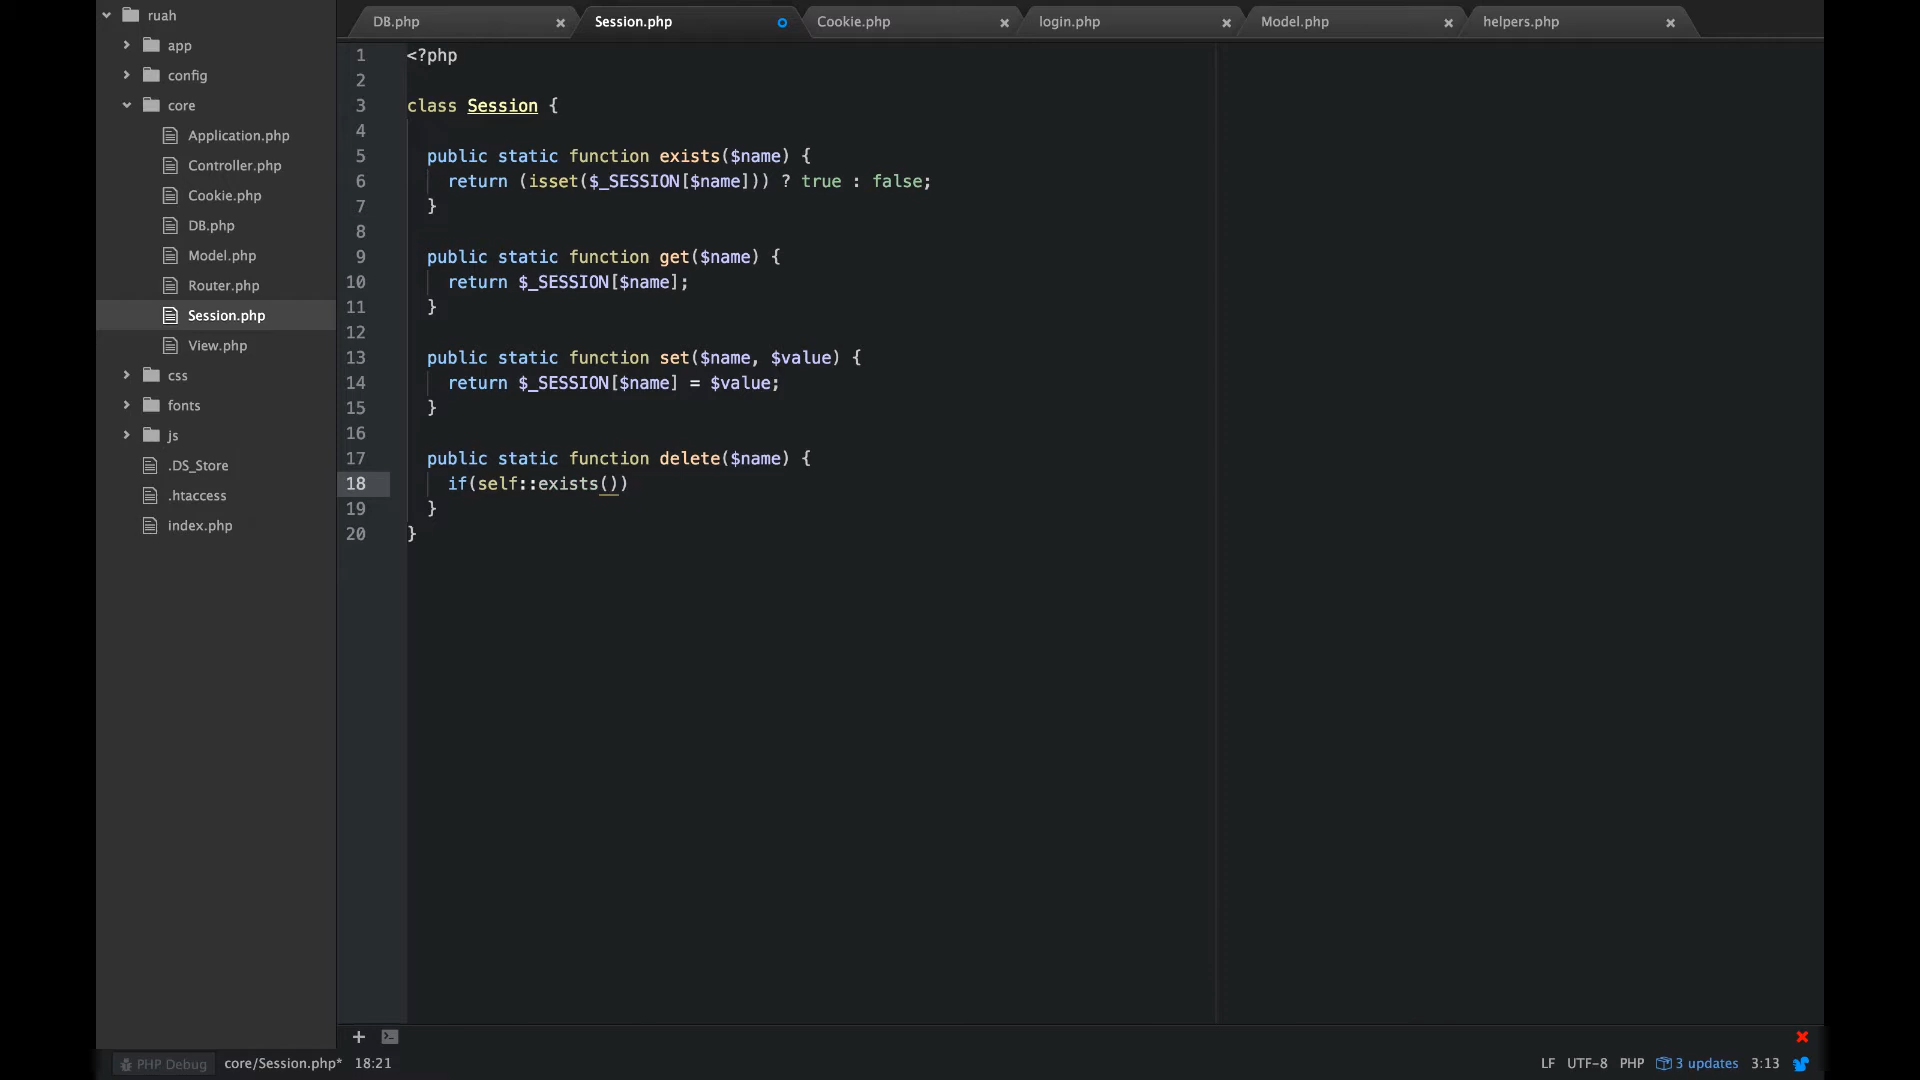 ruah
app
config
core
Application.php
Controller.php
Cookie.php
DB.php
Model.php
Router.php
Session.php
View.php
css
fonts
js
.DS_Store
.htaccess
index.php
DB.php
Session.php
Cookie.php
login.php
Model.php
helpers.php
1 <?php
2
3 class Session {
4
5 public static function exists($name) {
6 return (isset($_SESSION[$name])) ? true : false;
7 }
8
9 public static function get($name) {
10 return $_SESSION[$name];
11 }
12
13 public static function set($name, $value) {
14 return $_SESSION[$name] = $value;
15 }
16
17 public static function delete($name) {
18 if(self::exists())
19 }
20 }
PHP Debug core/Session.php* 18:21 LF UTF-8 PHP 3 updates 3:13